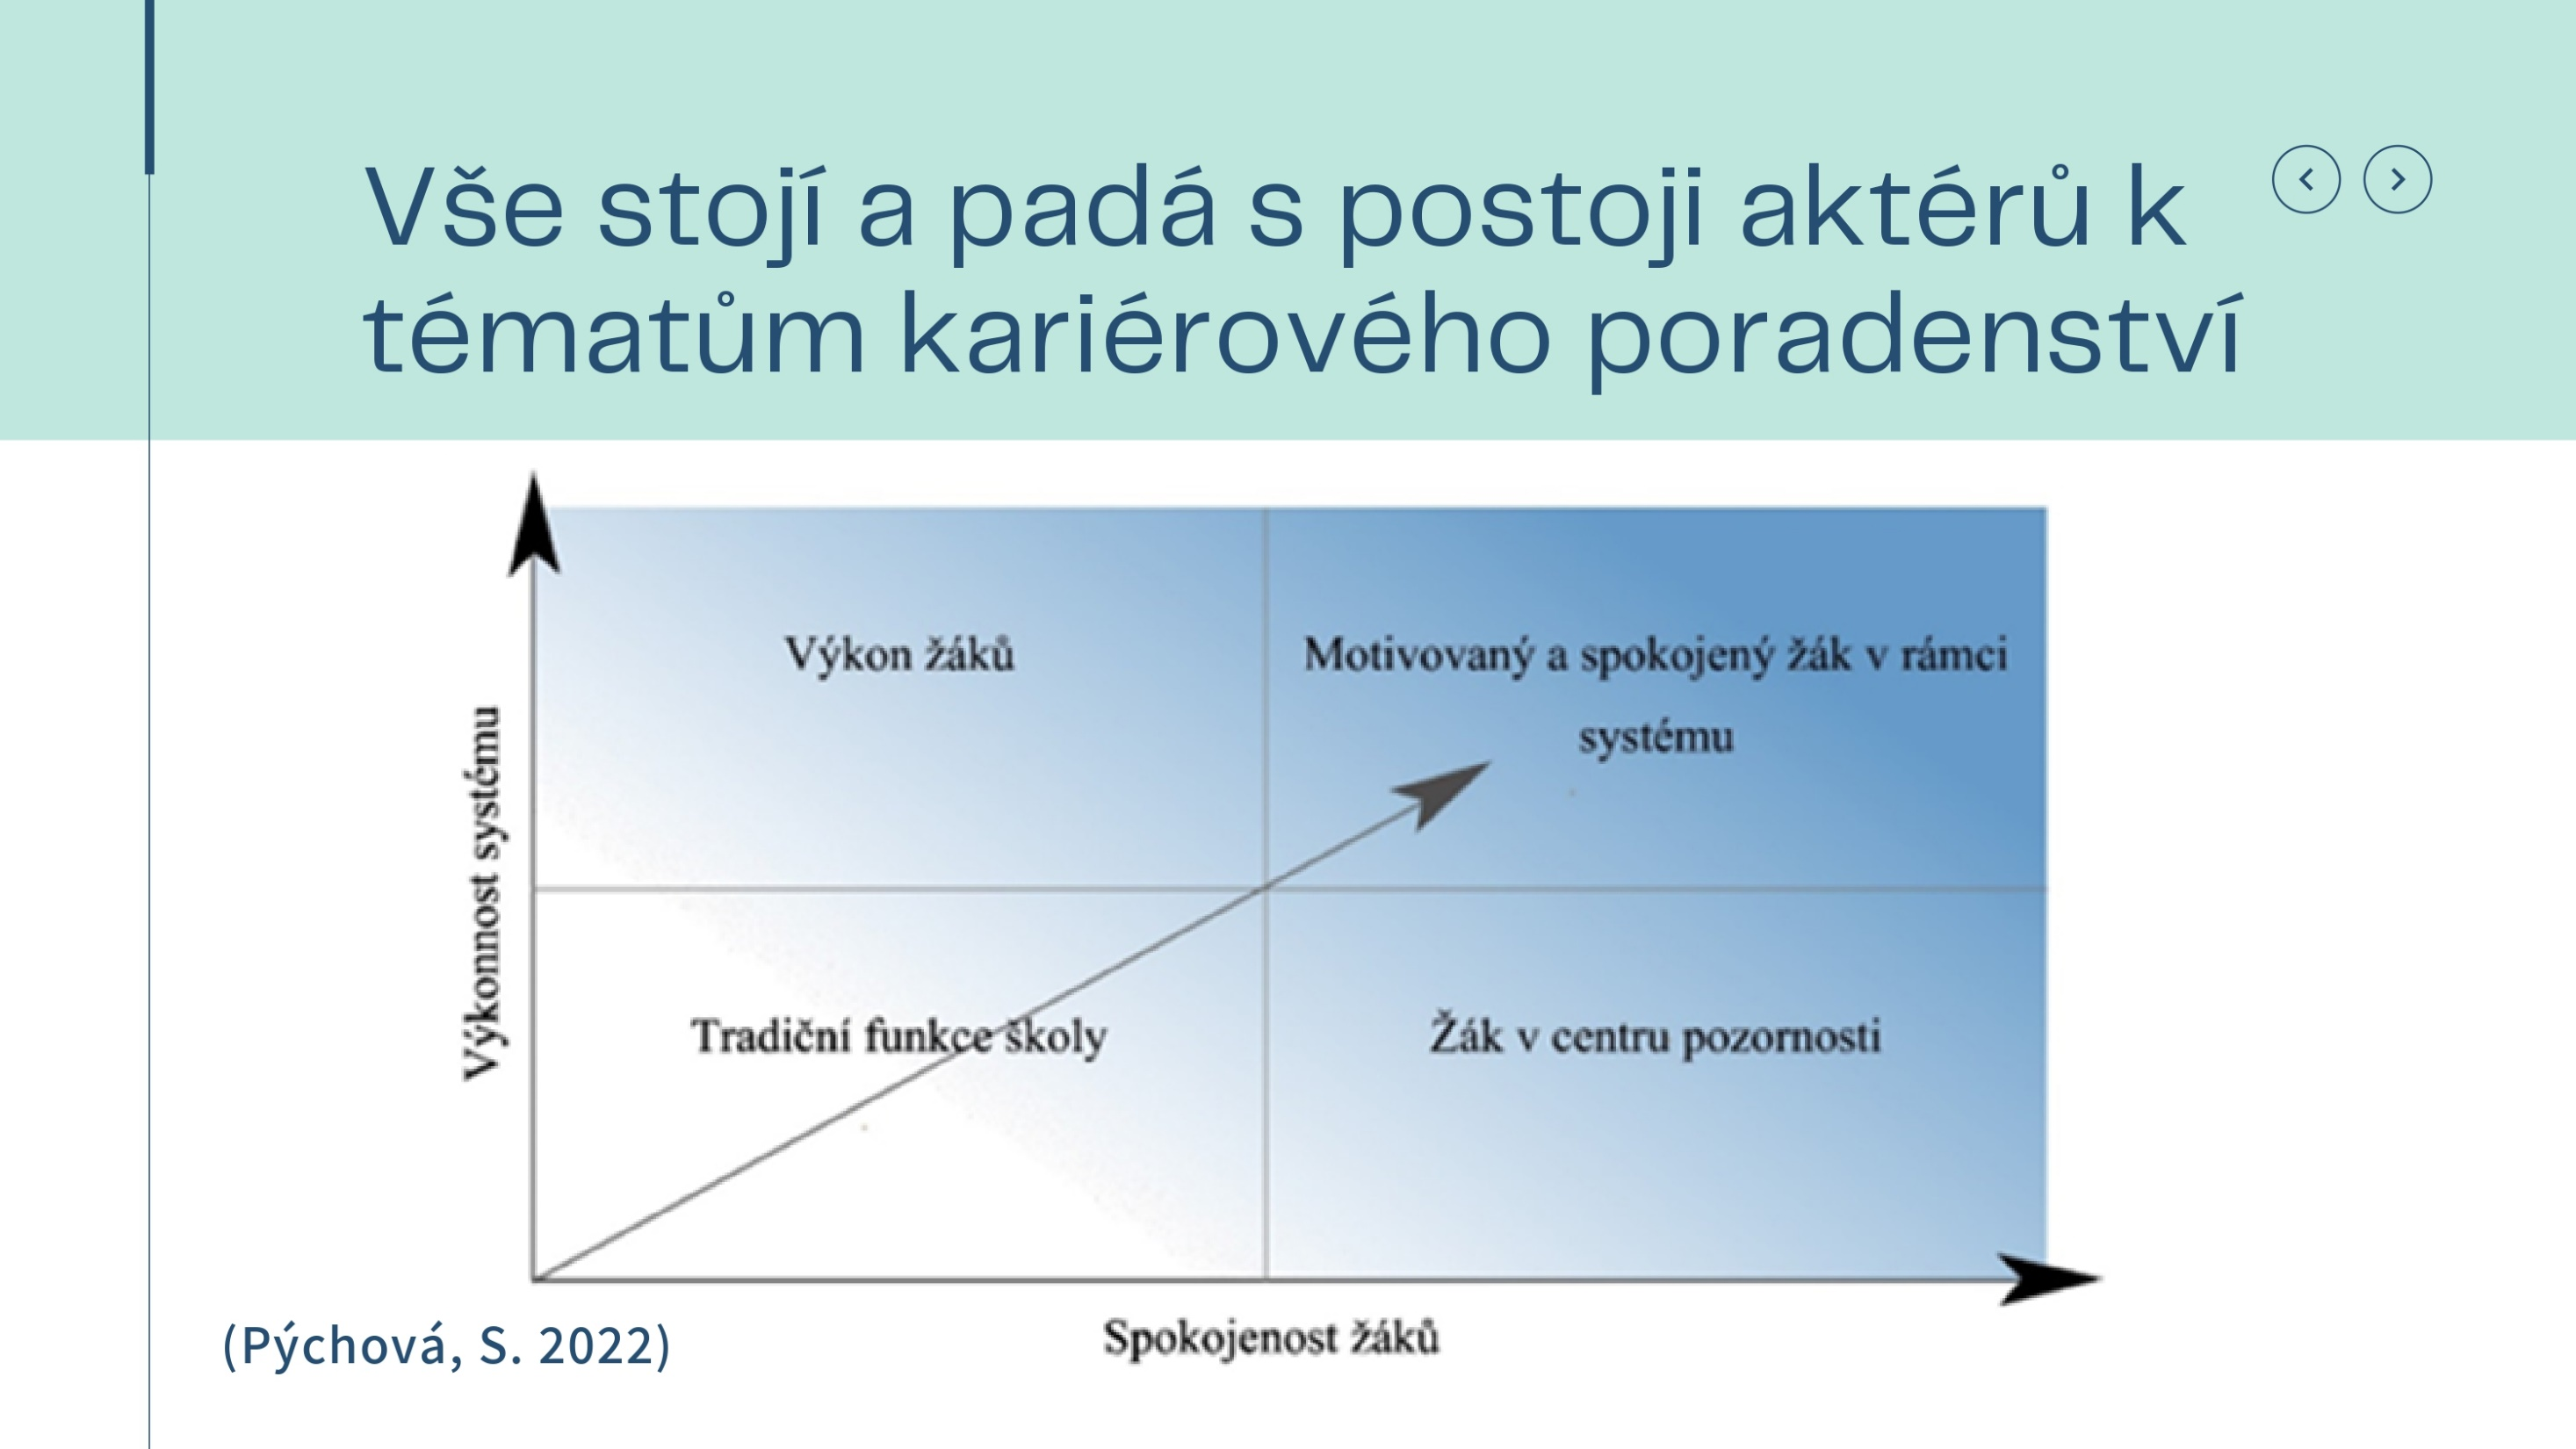 Vše stojí a padá s postoji aktérů k
tématům kariérového poradenství
Výkonnost systému
Výkon žáků
Motivovaný a spokojený žák v rámci
systému
Tradiční funkce školy
Žák v centru pozornosti
Spokojenost žáků
(Pýchová, S. 2022)